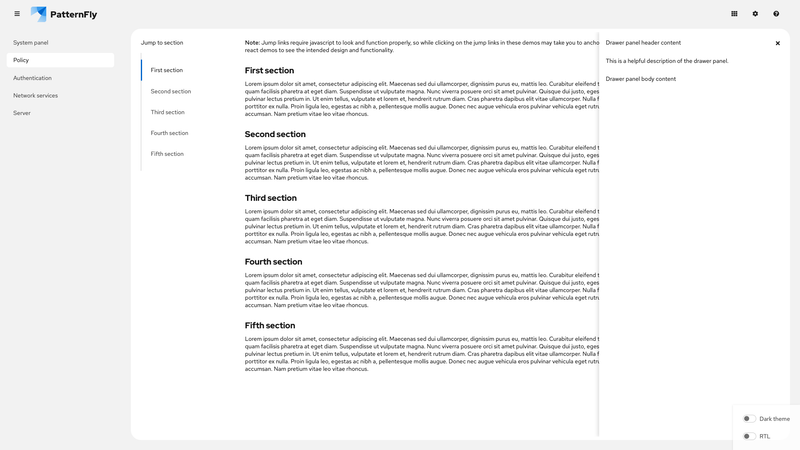 PatternFly
System panel
Policy
Authentication
Network services
Server
Jump to section
First section
Second section
Third section
Fourth section
Fifth section
Note: Jump links require javascript to look and function properly, so while clicking on the jump links in these demos may take you to ancho
react demos to see the intended design and functionality.
First section
Lorem ipsum dolor sit amet, consectetur adipiscing elit. Maecenas sed dui ullamcorper, dignissim purus eu, mattis leo. Curabitur eleifend t
quam facilisis pharetra at eget diam. Suspendisse ut vulputate magna. Nunc viverra posuere orci sit amet pulvinar. Quisque dui justo, eges
pulvinar lectus pretium in. Ut enim tellus, vulputate et lorem et, hendrerit rutrum diam. Cras pharetra dapibus elit vitae ullamcorper. Nulla f
porttitor ex nulla. Proin ligula leo, egestas ac nibh a, pellentesque mollis augue. Donec nec augue vehicula eros pulvinar vehicula eget rutru
accumsan. Nam pretium vitae leo vitae rhoncus.
Second section
Lorem ipsum dolor sit amet, consectetur adipiscing elit. Maecenas sed dui ullamcorper, dignissim purus eu, mattis leo. Curabitur eleifend t
quam facilisis pharetra at eget diam. Suspendisse ut vulputate magna. Nunc viverra posuere orci sit amet pulvinar. Quisque dui justo, eges
pulvinar lectus pretium in. Ut enim tellus, vulputate et lorem et, hendrerit rutrum diam. Cras pharetra dapibus elit vitae ullamcorper. Nulla f
porttitor ex nulla. Proin ligula leo, egestas ac nibh a, pellentesque mollis augue. Donec nec augue vehicula eros pulvinar vehicula eget rutru
accumsan. Nam pretium vitae leo vitae rhoncus.
Third section
Lorem ipsum dolor sit amet, consectetur adipiscing elit. Maecenas sed dui ullamcorper, dignissim purus eu, mattis leo. Curabitur eleifend t
quam facilisis pharetra at eget diam. Suspendisse ut vulputate magna. Nunc viverra posuere orci sit amet pulvinar. Quisque dui justo, eges
pulvinar lectus pretium in. Ut enim tellus, vulputate et lorem et, hendrerit rutrum diam. Cras pharetra dapibus elit vitae ullamcorper. Nulla f
porttitor ex nulla. Proin ligula leo, egestas ac nibh a, pellentesque mollis augue. Donec nec augue vehicula eros pulvinar vehicula eget rutru
accumsan. Nam pretium vitae leo vitae rhoncus.
Fourth section
Lorem ipsum dolor sit amet, consectetur adipiscing elit. Maecenas sed dui ullamcorper, dignissim purus eu, mattis leo. Curabitur eleifend t
quam facilisis pharetra at eget diam. Suspendisse ut vulputate magna. Nunc viverra posuere orci sit amet pulvinar. Quisque dui justo, eges
pulvinar lectus pretium in. Ut enim tellus, vulputate et lorem et, hendrerit rutrum diam. Cras pharetra dapibus elit vitae ullamcorper. Nulla f
porttitor ex nulla. Proin ligula leo, egestas ac nibh a, pellentesque mollis augue. Donec nec augue vehicula eros pulvinar vehicula eget rutru
accumsan. Nam pretium vitae leo vitae rhoncus.
Fifth section
Lorem ipsum dolor sit amet, consectetur adipiscing elit. Maecenas sed dui ullamcorper, dignissim purus eu, mattis leo. Curabitur eleifend t
quam facilisis pharetra at eget diam. Suspendisse ut vulputate magna. Nunc viverra posuere orci sit amet pulvinar. Quisque dui justo, eges
pulvinar lectus pretium in. Ut enim tellus, vulputate et lorem et, hendrerit rutrum diam. Cras pharetra dapibus elit vitae ullamcorper. Nulla f
porttitor ex nulla. Proin ligula leo, egestas ac nibh a, pellentesque mollis augue. Donec nec augue vehicula eros pulvinar vehicula eget rutru
accumsan. Nam pretium vitae leo vitae rhoncus.
Drawer panel header content
This is a helpful description of the drawer panel.
Drawer panel body content
Dark theme
RTL